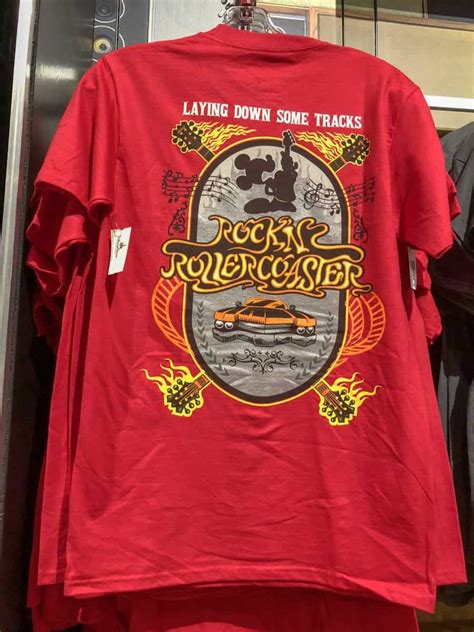 LAYING DOWN SOME TRACKS
ROCK'N'
ROLLERCOASTER